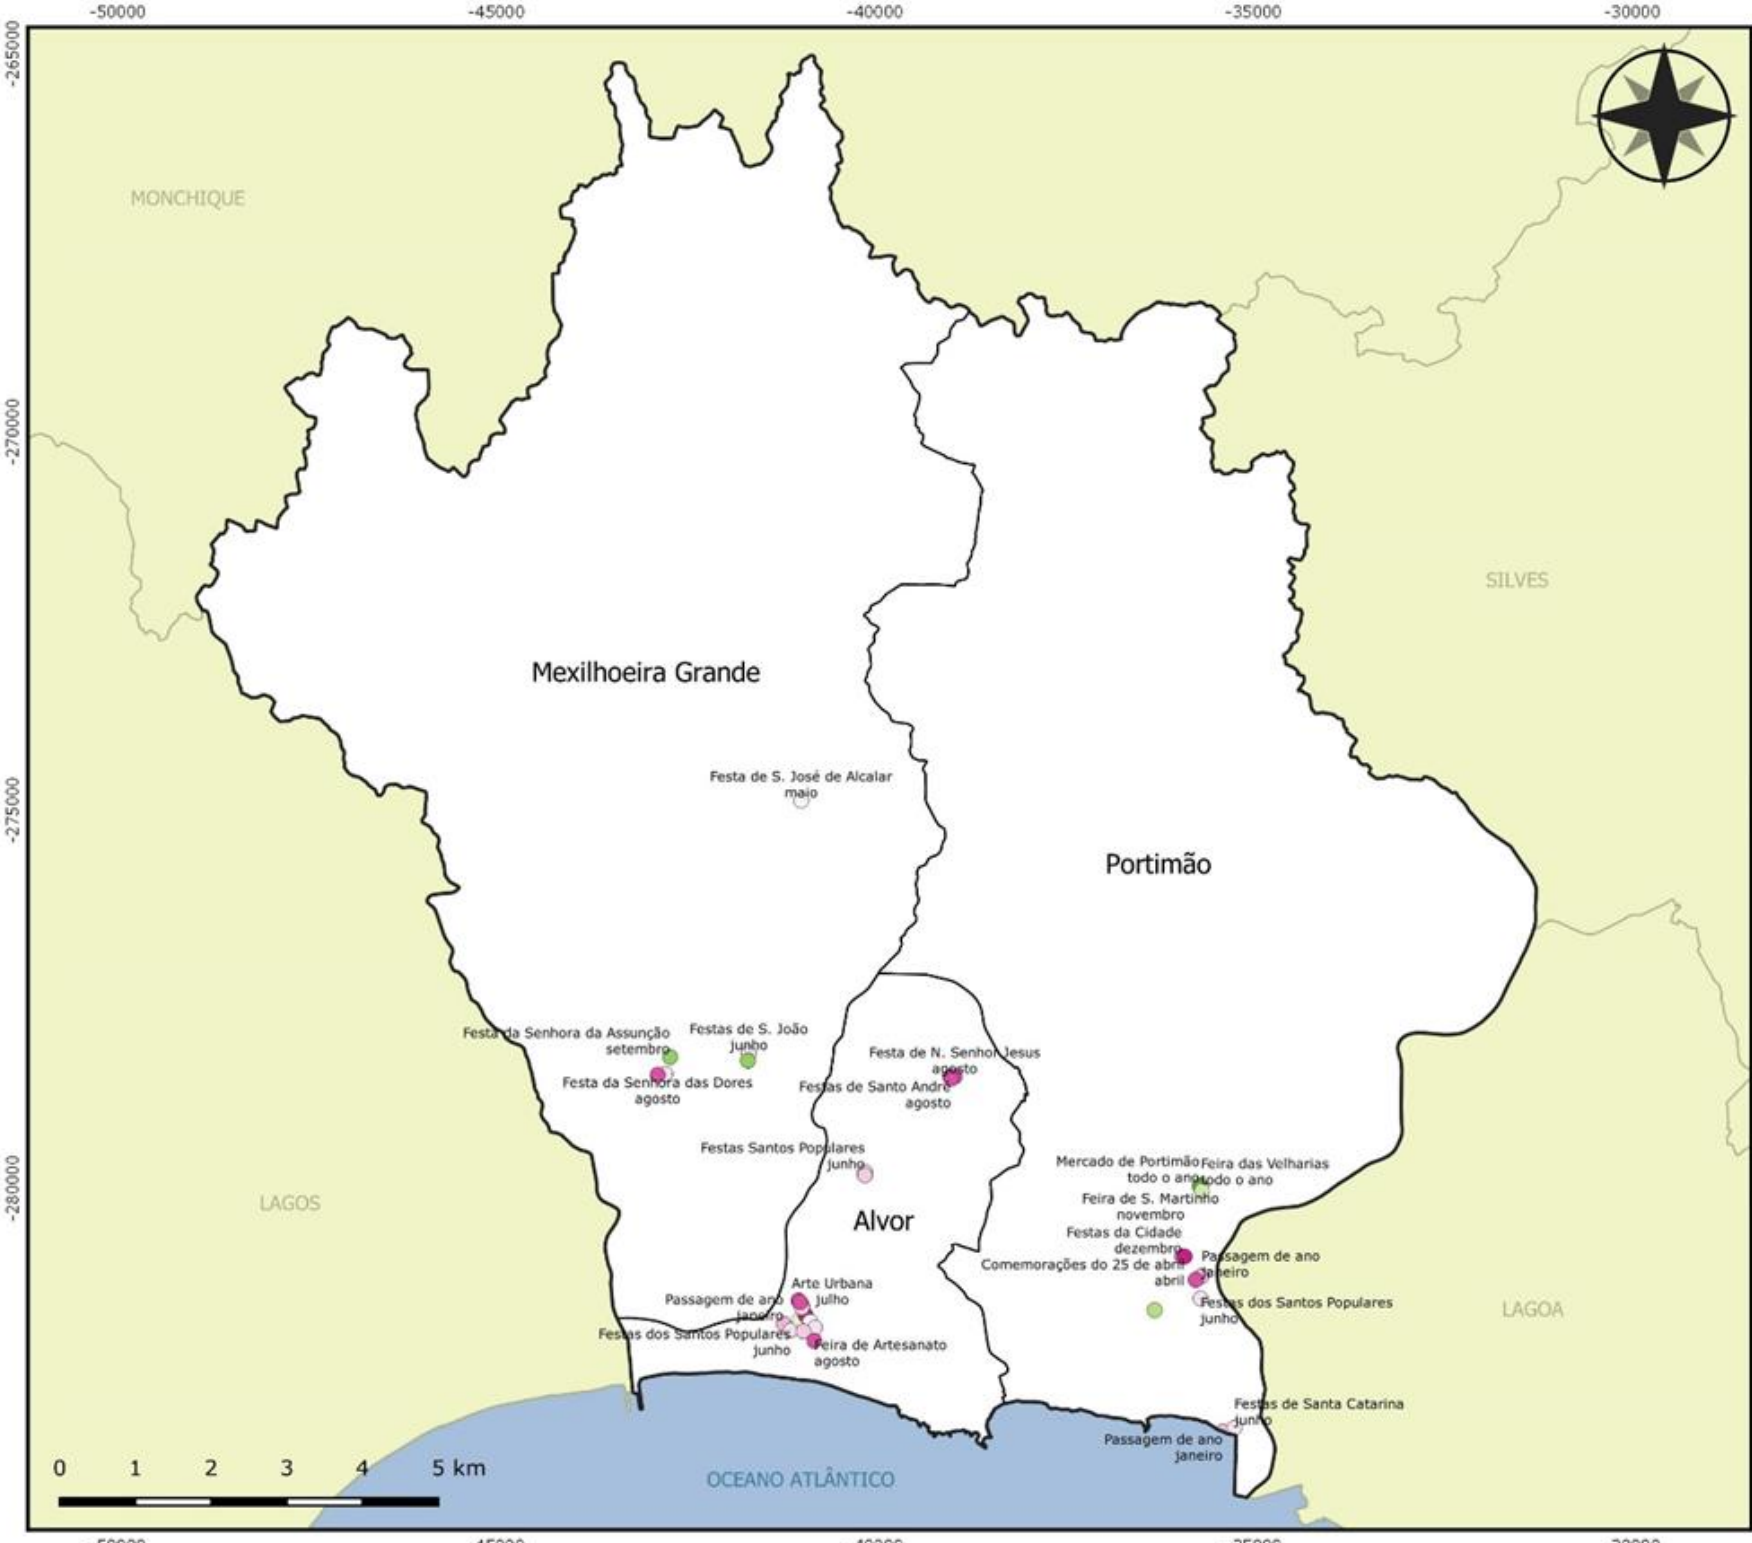 -50000
-45000
-40000
-35000
-30000
-265000
MONCHIQUE
-270000
SILVES
Mexilhoeira Grande
Festa de S. José de Alcalar
maio
-275000
Portimão
Festa da Senhora da Assunção
setembro
Festas de S. João
junho
Festa da Senhora das Dores
agosto
Festa de N. Senhor Jesus
agosto
Festas de Santo André
agosto
Festas Santos Populares
junho
Mercado de Portimão
todo o ano
Feira das Velharias
todo o ano
-280000
LAGOS
Feira de S. Martinho
novembro
Alvor
Festas da Cidade
dezembro
Comemorações do 25 de abril
abril
Passagem de ano
janeiro
Arte Urbana
julho
Passagem de ano
janeiro
Festas dos Santos Populares
junho
LAGOA
Festas dos Santos Populares
junho
Feira de Artesanato
agosto
Festas de Santa Catarina
junho
Passagem de ano
janeiro
0 1 2 3 4 5 km
OCEANO ATLÂNTICO